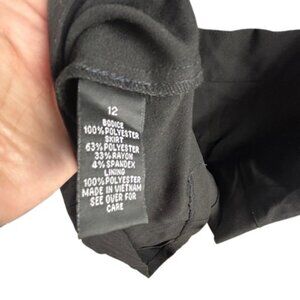 12
BODICE
100%POLYESTER
SKIRT
63%POLYESTER
33%RAYON
4%SPANDEX
LINING
100%POLYESTER
MADE IN VIETNAM
SEE OVER FOR
CARE